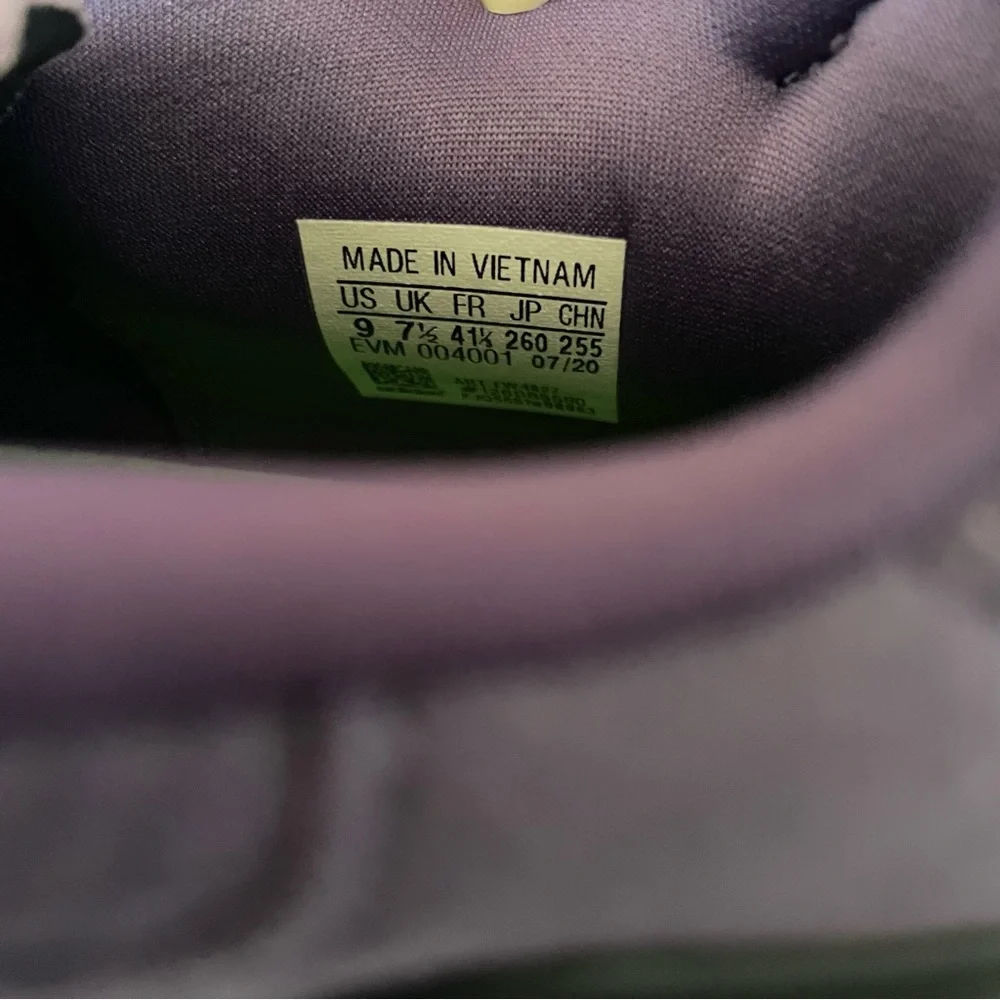 MADE IN VIETNAM
US UK FR JP CHN
9 7½ 41⅓ 260 255
EVM 004001 07/20